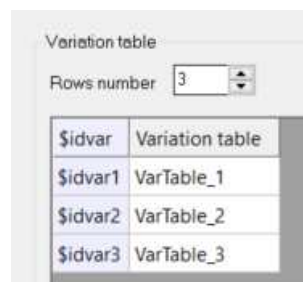 Variation table
Rows number 3
$idvar Variation table
$idvar1 VarTable_1
$idvar2 VarTable_2
$idvar3 VarTable_3